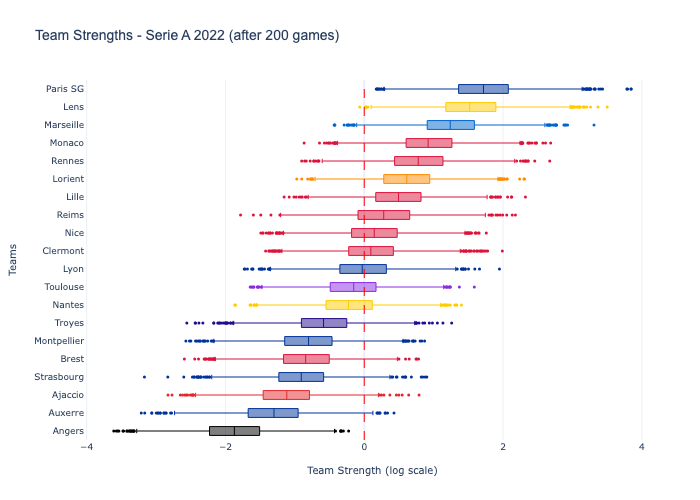 Team Strengths - Serie A 2022 (after 200 games)
Paris SG
Lens
Marseille
Monaco
Rennes
Lorient
Lille
Reims
Nice
Clermont
Lyon
Toulouse
Nantes
Troyes
Montpellier
Brest
Strasbourg
Ajaccio
Auxerre
Angers
Teams
−4
−2
0
2
4
Team Strength (log scale)